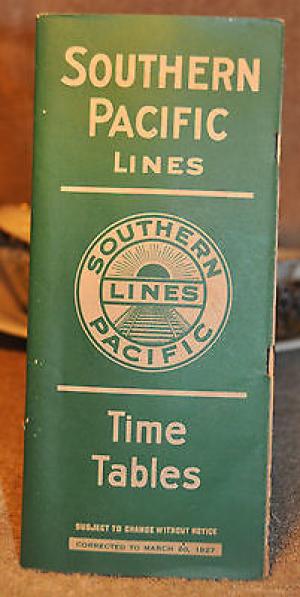 SOUTHERN
PACIFIC
LINES
SOUTHERN
LINES
PACIFIC
Time
Tables
SUBJECT TO CHANGE WITHOUT NOTICE
CORRECTED TO MARCH 20, 1927